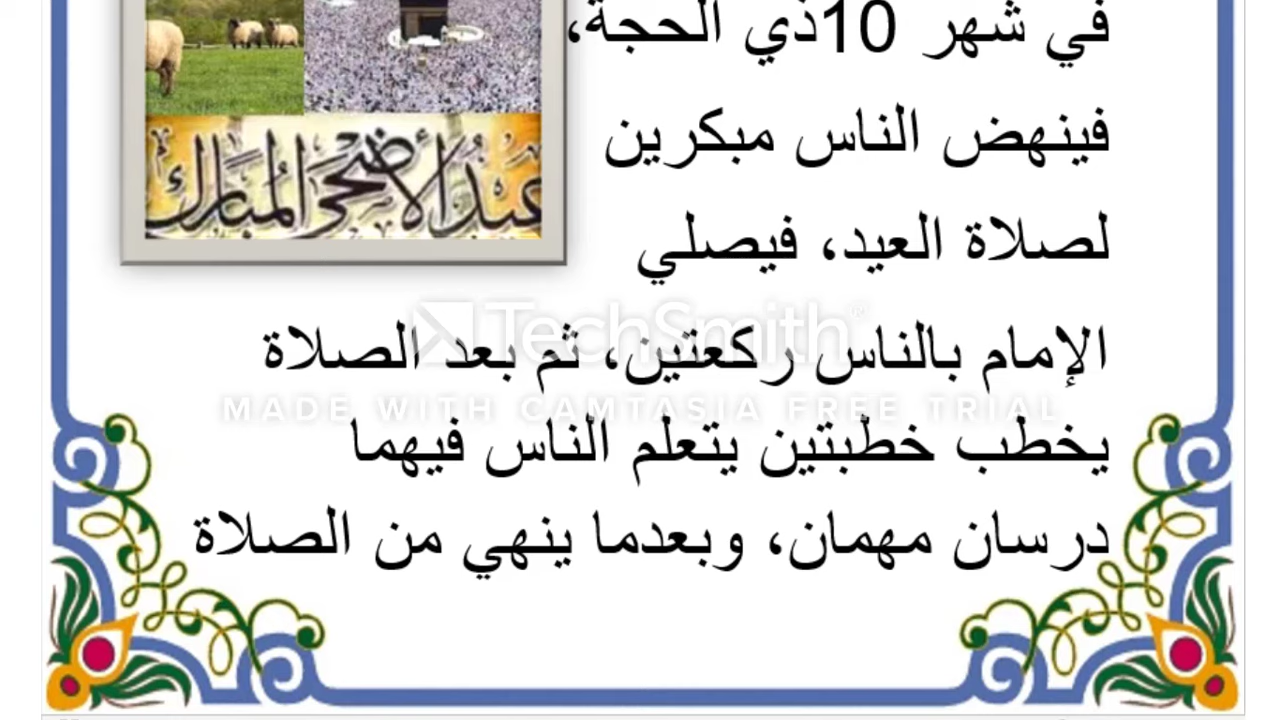 في شهر 10ذي الحجة،
فينهض الناس مبكرين
لصلاة العيد، فيصلي
الإمام بالناس ركعتين، ثم بعد الصلاة
يخطب خطبتين يتعلم الناس فيهما
درسان مهمان، وبعدما ينهي من الصلاة
عيد الأضحى المبارك
TechSmith®
MADE WITH CAMTASIA FREE TRIAL